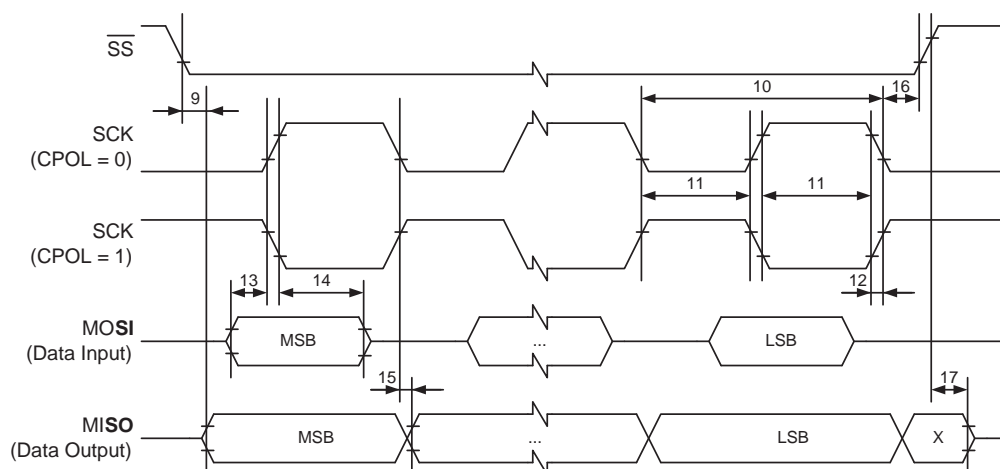 SS
9
10
16
SCK
(CPOL = 0)
11
11
SCK
(CPOL = 1)
13
14
12
MOSI
(Data Input)
MSB
...
LSB
15
17
MISO
(Data Output)
MSB
...
LSB
X